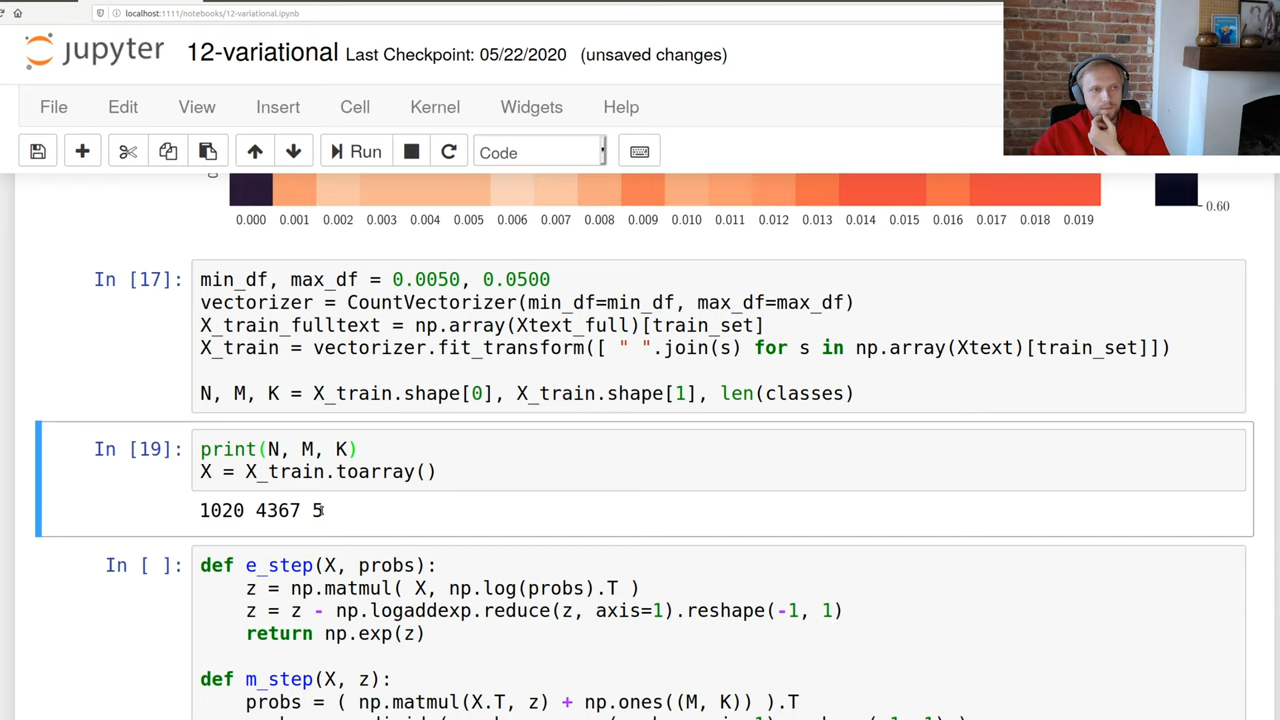 localhost:1111/notebooks/12-variational.ipynb
jupyter 12-variational Last Checkpoint: 05/22/2020 (unsaved changes)
File Edit View Insert Cell Kernel Widgets Help
Run Code
0.60
0.000 0.001 0.002 0.003 0.004 0.005 0.006 0.007 0.008 0.009 0.010 0.011 0.012 0.013 0.014 0.015 0.016 0.017 0.018 0.019
In [17]: min_df, max_df = 0.0050, 0.0500
vectorizer = CountVectorizer(min_df=min_df, max_df=max_df)
X_train_fulltext = np.array(Xtext_full)[train_set]
X_train = vectorizer.fit_transform([ " ".join(s) for s in np.array(Xtext)[train_set]])
N, M, K = X_train.shape[0], X_train.shape[1], len(classes)
In [19]: print(N, M, K)
X = X_train.toarray()
1020 4367 5
In [ ]: def e_step(X, probs):
z = np.matmul( X, np.log(probs).T )
z = z - np.logaddexp.reduce(z, axis=1).reshape(-1, 1)
return np.exp(z)
def m_step(X, z):
probs = ( np.matmul(X.T, z) + np.ones((M, K)) ).T